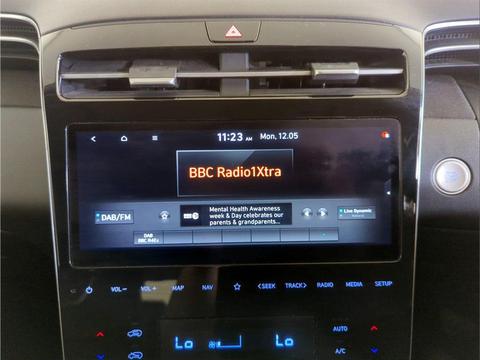 11:23 AM Mon, 12.05
BBC Radio1Xtra
DAB/FM
Mental Health Awareness
week & Day celebrates our
parents & grandparents...
Live Dynamic
DAB
BBC R4Ex
VOL- VOL+ MAP NAV <SEEK TRACK> RADIO MEDIA SETUP
Lo Lo
AUTO
A/C